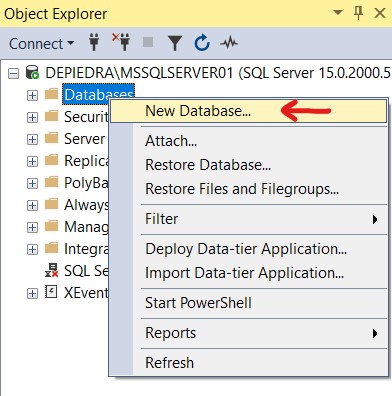 Object Explorer
Connect
DEPIEDRA\MSSQLSERVER01 (SQL Server 15.0.2000.5
Databases
New Database...
Securit
Attach...
Server
Restore Database...
Replica
Restore Files and Filegroups...
PolyBa
Always
Filter
Manag
Deploy Data-tier Application...
Integra
Import Data-tier Application...
SQL Se
XEvent
Start PowerShell
Reports
Refresh